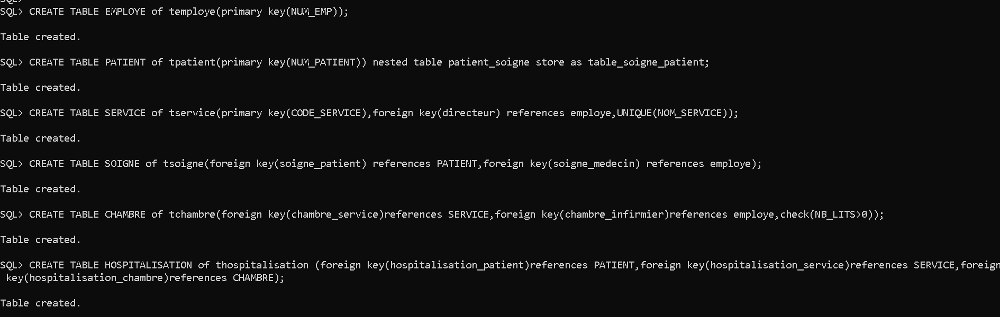 SQL>
SQL> CREATE TABLE EMPLOYE of temploye(primary key(NUM_EMP));
Table created.
SQL> CREATE TABLE PATIENT of tpatient(primary key(NUM_PATIENT)) nested table patient_soigne store as table_soigne_patient;
Table created.
SQL> CREATE TABLE SERVICE of tservice(primary key(CODE_SERVICE),foreign key(directeur) references employe,UNIQUE(NOM_SERVICE));
Table created.
SQL> CREATE TABLE SOIGNE of tsoigne(foreign key(soigne_patient) references PATIENT,foreign key(soigne_medecin) references employe);
Table created.
SQL> CREATE TABLE CHAMBRE of tchambre(foreign key(chambre_service)references SERVICE,foreign key(chambre_infirmier)references employe,check(NB_LITS>0));
Table created.
SQL> CREATE TABLE HOSPITALISATION of thospitalisation (foreign key(hospitalisation_patient)references PATIENT,foreign key(hospitalisation_service)references SERVICE,foreign
key(hospitalisation_chambre)references CHAMBRE);
Table created.